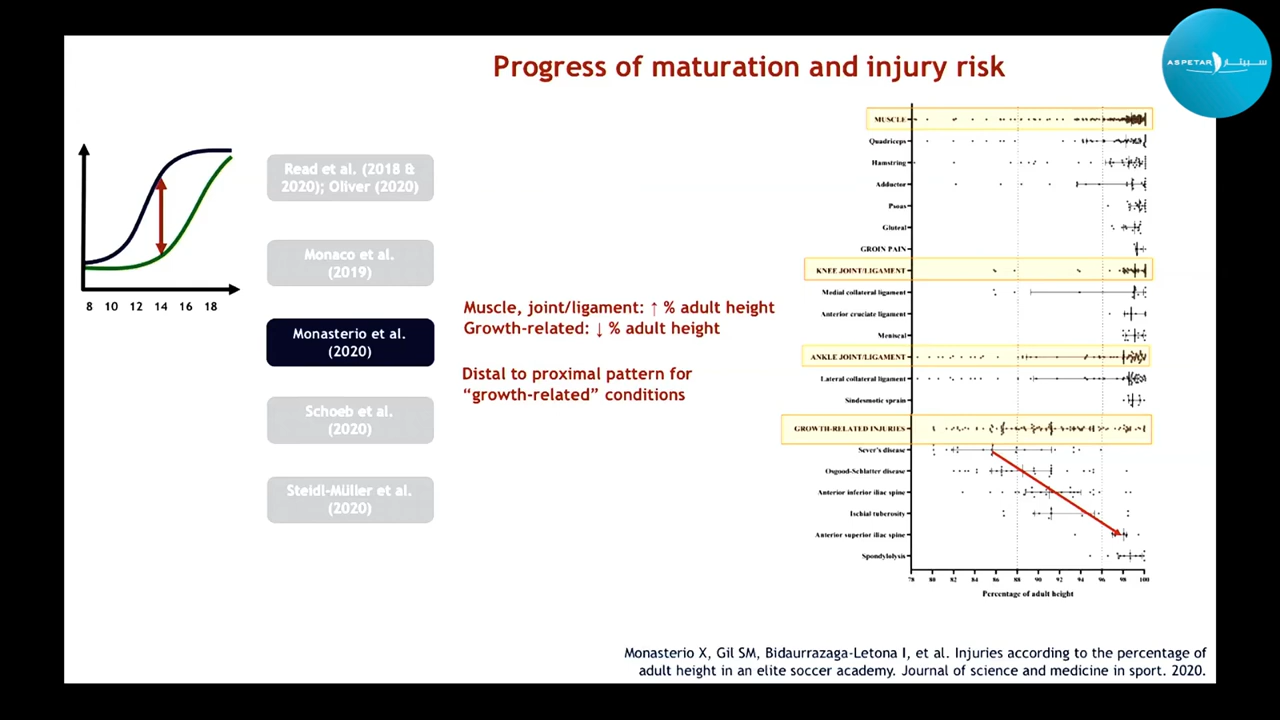 Progress of maturation and injury risk
ASPETAR سبيتار
8 10 12 14 16 18
Read et al. (2018 &
2020); Oliver (2020)
Monaco et al.
(2019)
Monasterio et al.
(2020)
Schoeb et al.
(2020)
Steidl-Müller et al.
(2020)
Muscle, joint/ligament: ↑ % adult height
Growth-related: ↓ % adult height
Distal to proximal pattern for
“growth-related” conditions
MUSCLE
Quadriceps
Hamstring
Adductor
Psoas
Gluteal
GROIN PAIN
KNEE JOINT/LIGAMENT
Medial collateral ligament
Anterior cruciate ligament
Meniscal
ANKLE JOINT/LIGAMENT
Lateral collateral ligament
Sindesmotic sprain
GROWTH-RELATED INJURIES
Sever's disease
Osgood-Schlatter disease
Anterior inferior iliac spine
Ischial tuberosity
Anterior superior iliac spine
Spondylolysis
78 80 82 84 86 88 90 92 94 96 98 100
Percentage of adult height
Monasterio X, Gil SM, Bidaurrazaga-Letona I, et al. Injuries according to the percentage of
adult height in an elite soccer academy. Journal of science and medicine in sport. 2020.